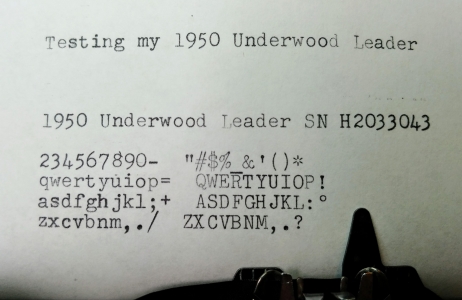 Testing my 1950 Underwood Leader
1950 Underwood Leader SN H2033043
234567890- "#$%_&'()*
qwertyuiop= QWERTYUIOP!
asdfghjkl;+ ASDFGHJKL:°
zxcvbnm,./ ZXCVBNM,.?